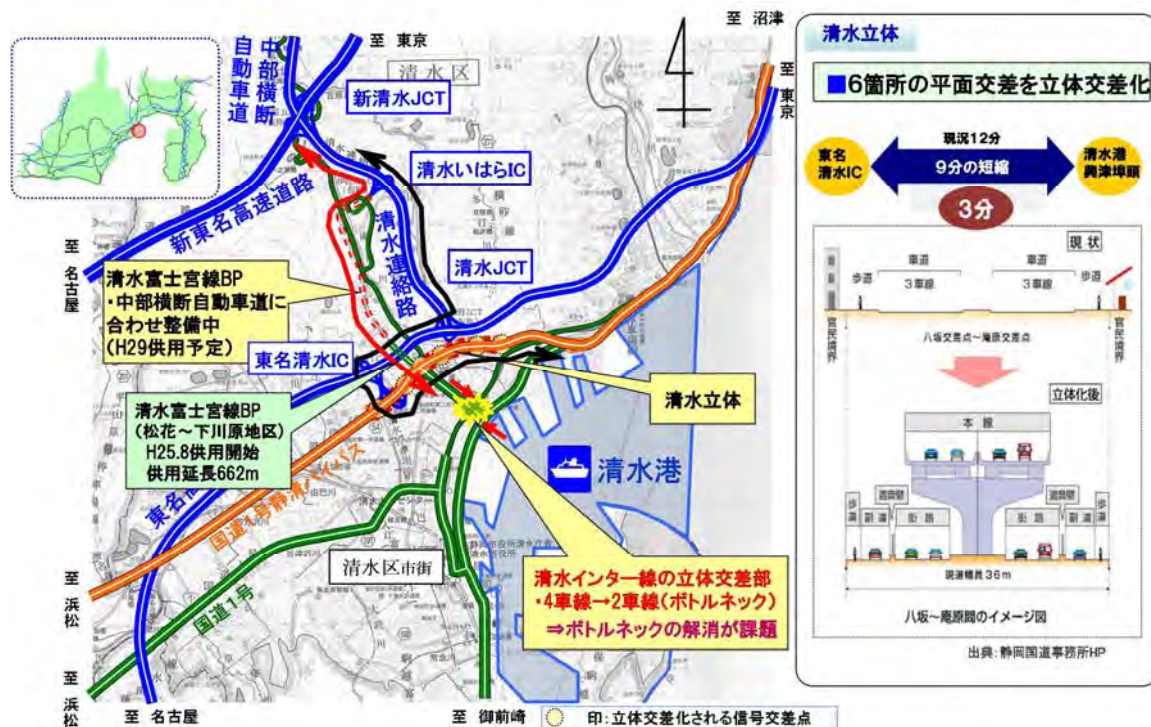 至 沼津
中部横断
自動車道
至 東京
清水区
新清水JCT
至 東京
清水いはらIC
新東名高速道路
清水連絡路
清水JCT
至 名古屋
清水富士宮線BP
・中部横断自動車道に
合わせ整備中
(H29供用予定)
東名清水IC
清水立体
清水富士宮線BP
(松花～下川原地区)
H25.8供用開始
供用延長662m
清水港
東名高
国道1号静清バイパス
清水区市街
国道1号
清水インター線の立体交差部
・4車線→2車線(ボトルネック)
⇒ボトルネックの解消が課題
至 浜松
至 浜松
至 名古屋
至 御前崎
印:立体交差化される信号交差点
清水立体
■6箇所の平面交差を立体交差化
現況12分
東名
清水IC
9分の短縮
清水港
興津埠頭
3分
現状
車道
車道
歩道
3車線
3車線
歩道
官民境界
八坂交差点～庵原交差点
官民境界
立体化後
本線
遮音壁
遮音壁
歩道
副道
街路
街路
副道
歩道
現道幅員36m
八坂～庵原間のイメージ図
出典:静岡国道事務所HP